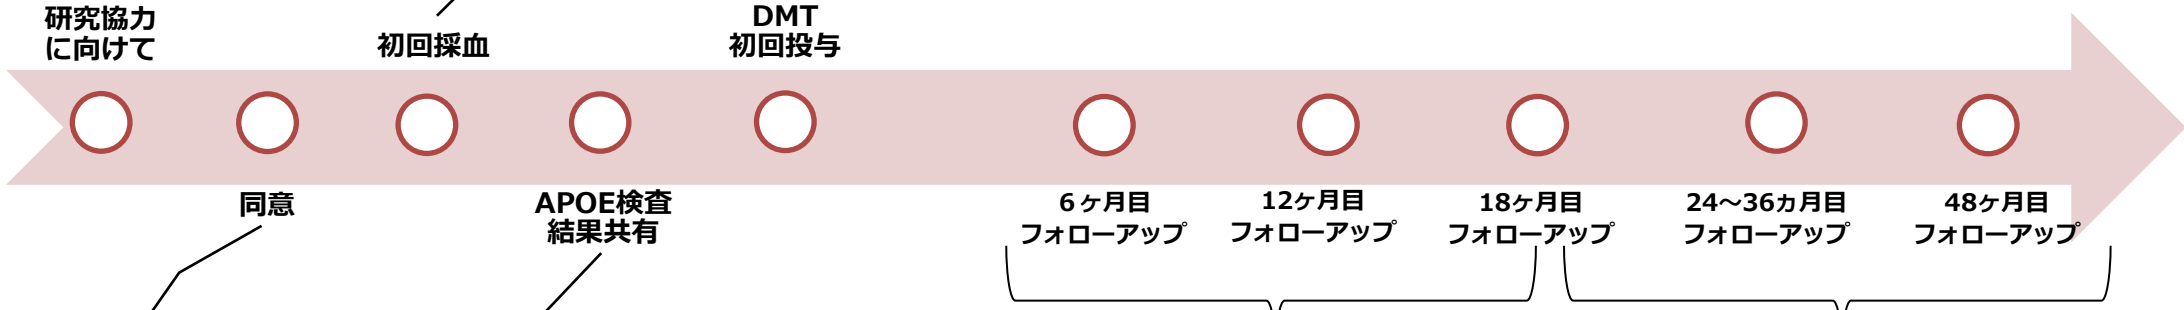 研究協力
に向けて
初回採血
DMT
初回投与
同意
APOE検査
結果共有
6ヶ月目
フォローアップ
12ヶ月目
フォローアップ
18ヶ月目
フォローアップ
24～36ヵ月目
フォローアップ
48ヶ月目
フォローアップ